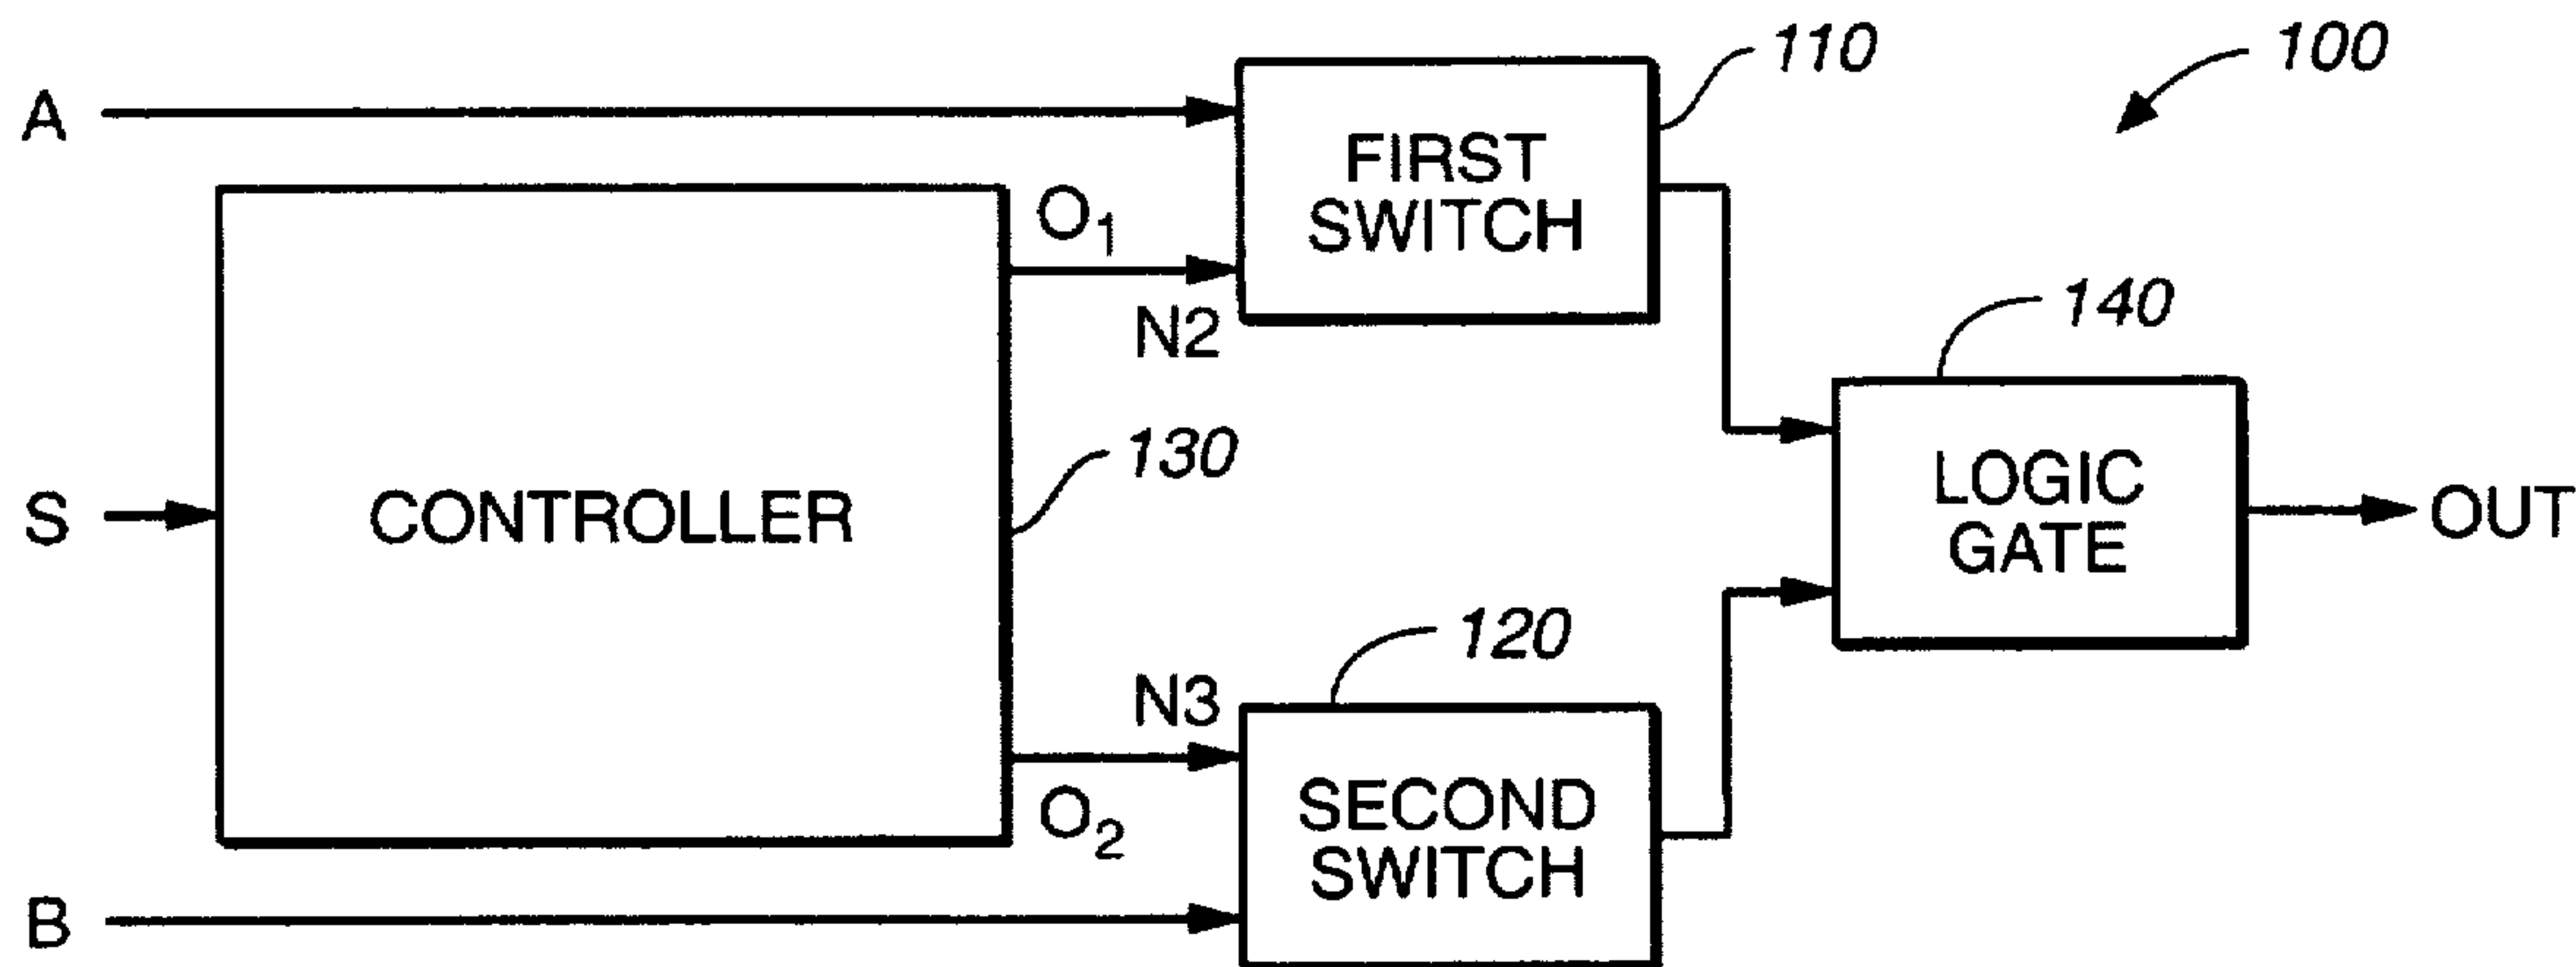 110
100
A
FIRST
SWITCH
O1
N2
140
130
LOGIC
GATE
S
CONTROLLER
OUT
120
N3
O2
SECOND
SWITCH
B